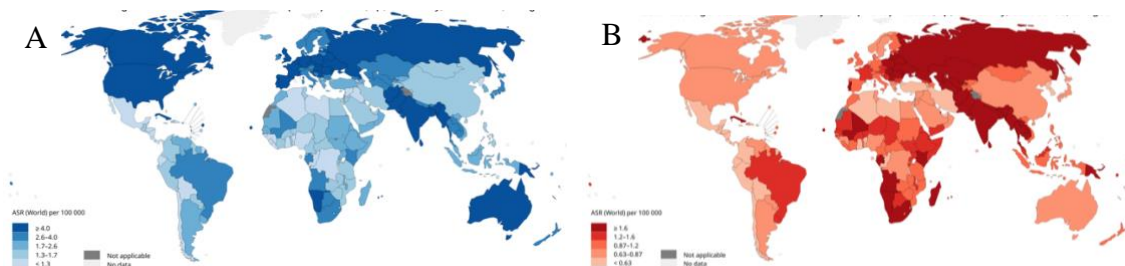 A
B
ASR (World) per 100 000
≥ 4.0
2.6–4.0
1.7–2.6
1.3–1.7
< 1.3
Not applicable
No data
ASR (World) per 100 000
≥ 1.6
1.2–1.6
0.87–1.2
0.63–0.87
< 0.63
Not applicable
No data